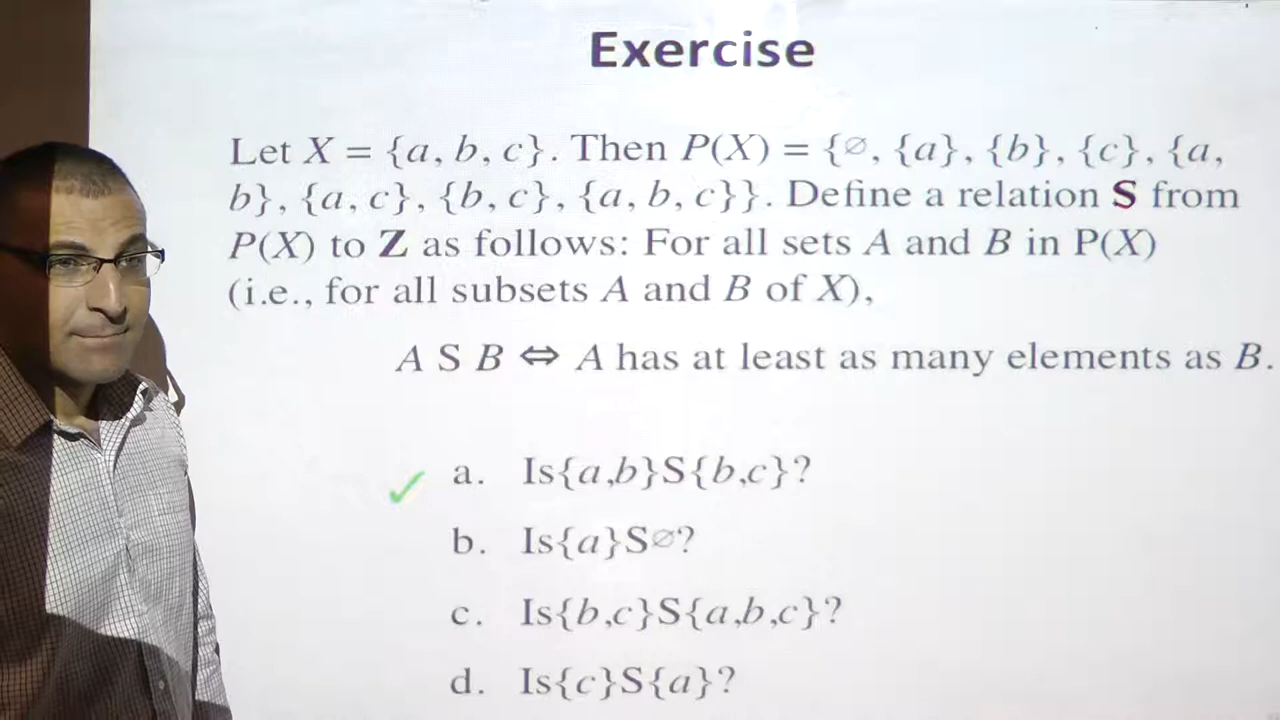 Exercise
Let X = {a, b, c}. Then P(X) = {∅, {a}, {b}, {c}, {a,
b}, {a, c}, {b, c}, {a, b, c}}. Define a relation S from
P(X) to Z as follows: For all sets A and B in P(X)
(i.e., for all subsets A and B of X),
A S B ⇔ A has at least as many elements as B.
a. Is{a,b}S{b,c}?
b. Is{a}S∅?
c. Is{b,c}S{a,b,c}?
d. Is{c}S{a}?